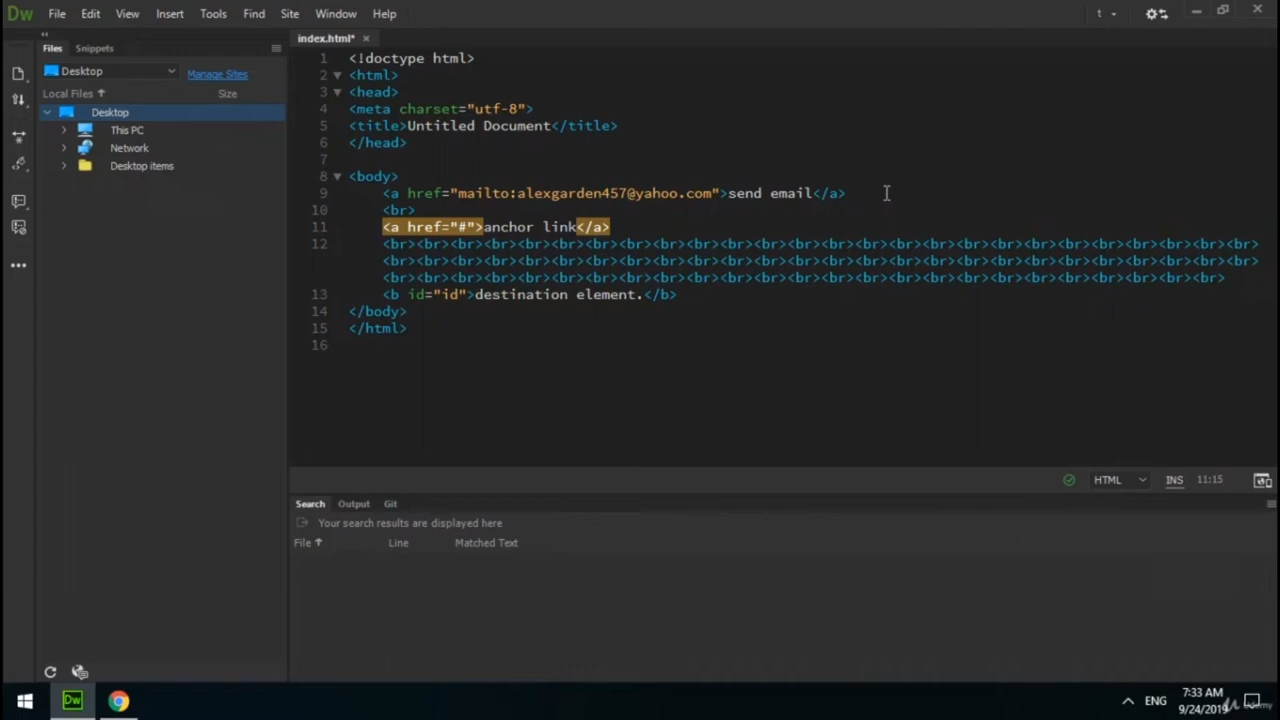 Dw File Edit View Insert Tools Find Site Window Help t
Files Snippets
index.html*
Desktop Manage Sites
Local Files Size
Desktop
This PC
Network
Desktop items
1 <!doctype html>
2 <html>
3 <head>
4 <meta charset="utf-8">
5 <title>Untitled Document</title>
6 </head>
7
8 <body>
9 <a href="mailto:alexgarden457@yahoo.com">send email</a>
10 <br>
11 <a href="#">anchor link</a>
12 <br><br><br><br><br><br><br><br><br><br><br><br><br><br><br><br><br><br><br><br><br><br><br><br><br><br>
<br><br><br><br><br><br><br><br><br><br><br><br><br><br><br><br><br><br><br><br><br><br><br><br><br><br>
<br><br><br><br><br><br><br><br><br><br><br><br><br><br><br><br><br><br><br><br><br><br><br><br><br>
13 <b id="id">destination element.</b>
14 </body>
15 </html>
16
HTML INS 11:15
Search Output Git
Your search results are displayed here
File Line Matched Text
Dw
ENG
7:33 AM
9/24/2019
Udemy